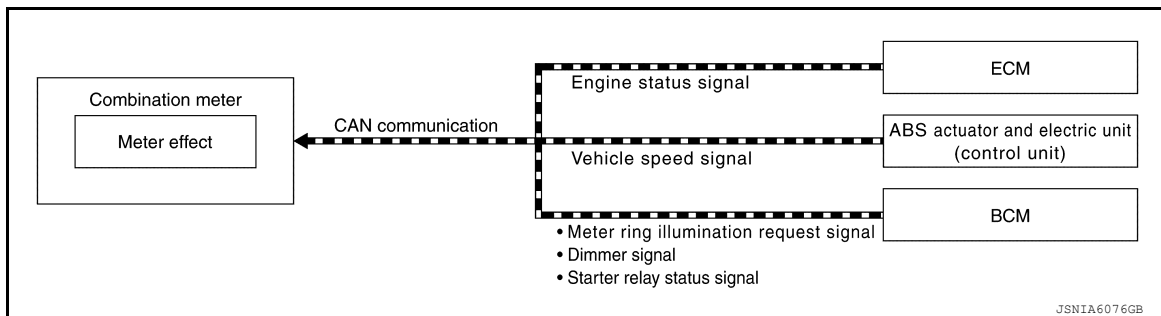 Combination meter
Meter effect
CAN communication
Engine status signal
ECM
Vehicle speed signal
ABS actuator and electric unit
(control unit)
BCM
• Meter ring illumination request signal
• Dimmer signal
• Starter relay status signal
JSNIA6076GB